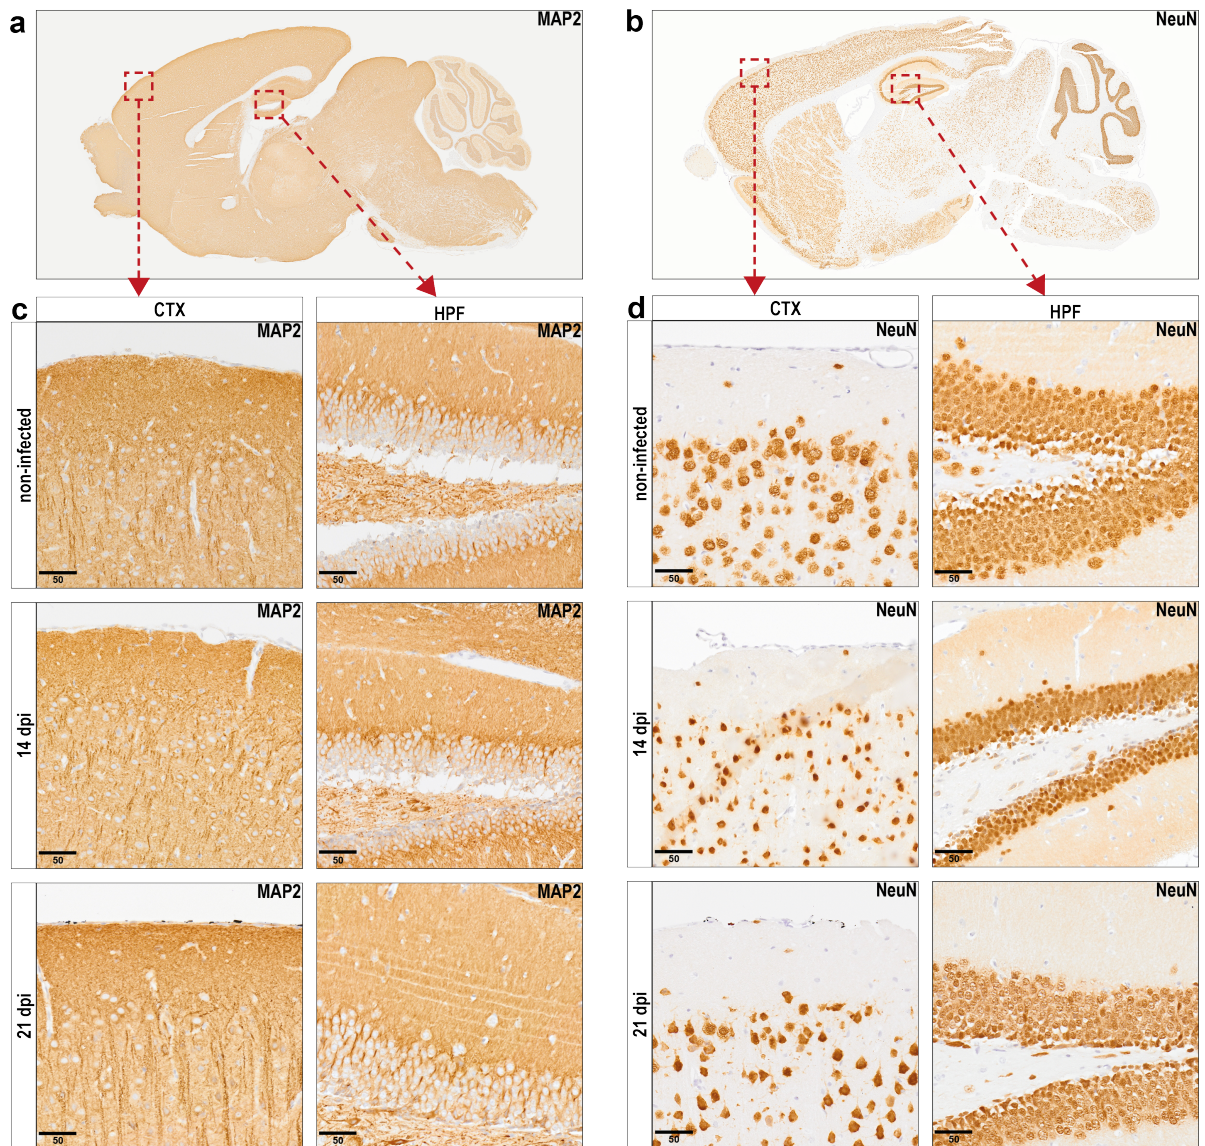 a
MAP2
b
NeuN
c
CTX
HPF
d
CTX
HPF
non-infected
MAP2
50
MAP2
50
non-infected
NeuN
50
NeuN
50
14 dpi
MAP2
50
MAP2
50
14 dpi
NeuN
50
NeuN
50
21 dpi
MAP2
50
MAP2
50
21 dpi
NeuN
50
NeuN
50